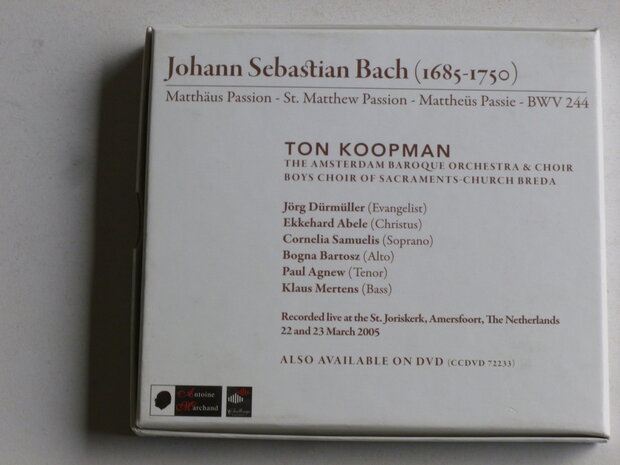 Johann Sebastian Bach (1685-1750)
Matthäus Passion - St. Matthew Passion - Mattheüs Passie - BWV 244
TON KOOPMAN
THE AMSTERDAM BAROQUE ORCHESTRA & CHOIR
BOYS CHOIR OF SACRAMENTS-CHURCH BREDA
Jörg Dürmüller (Evangelist)
Ekkehard Abele (Christus)
Cornelia Samuelis (Soprano)
Bogna Bartosz (Alto)
Paul Agnew (Tenor)
Klaus Mertens (Bass)
Recorded live at the St. Joriskerk, Amersfoort, The Netherlands
22 and 23 March 2005
ALSO AVAILABLE ON DVD (CCDVD 72233)
Antoine
Marchand